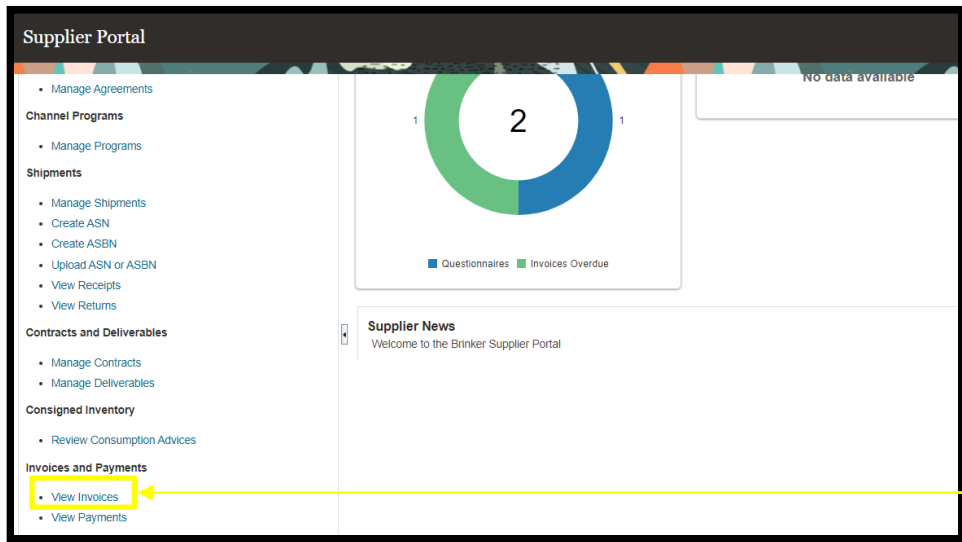 Supplier Portal
Manage Agreements
Channel Programs
Manage Programs
Shipments
Manage Shipments
Create ASN
Create ASBN
Upload ASN or ASBN
View Receipts
View Returns
Contracts and Deliverables
Manage Contracts
Manage Deliverables
Consigned Inventory
Review Consumption Advices
Invoices and Payments
View Invoices
View Payments
1
2
1
Questionnaires Invoices Overdue
No data available
Supplier News
Welcome to the Brinker Supplier Portal